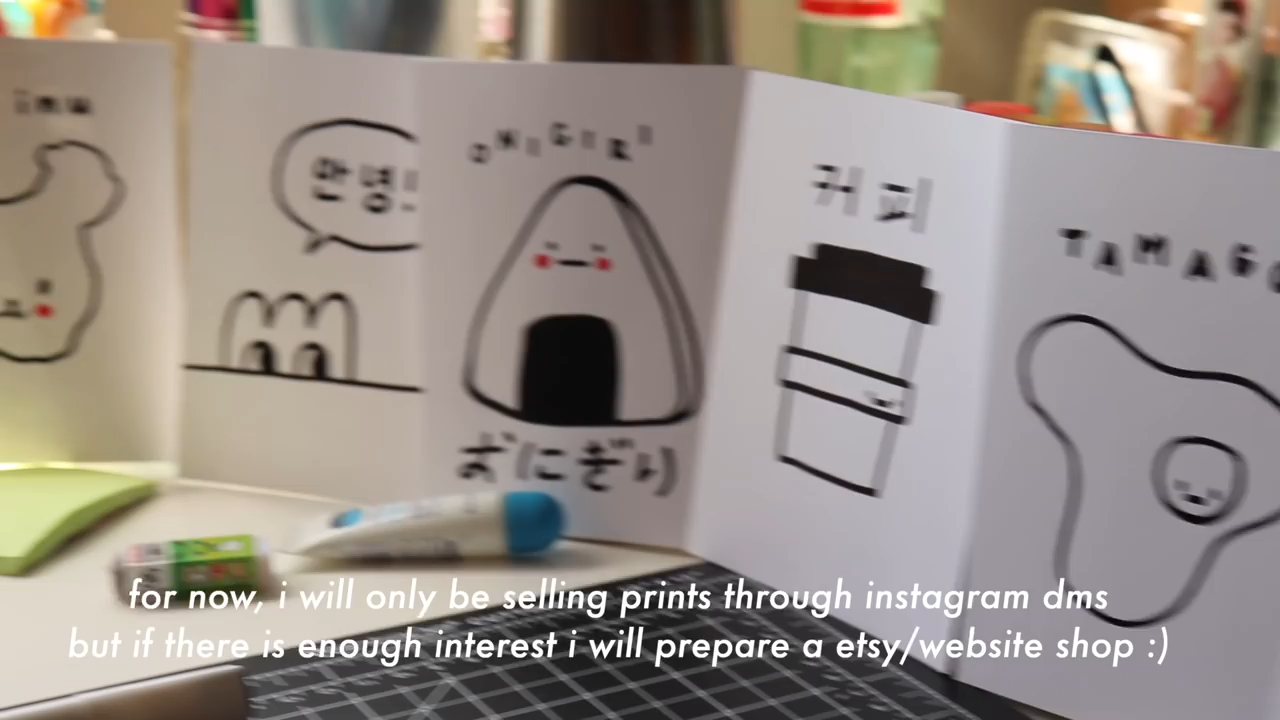 inu
안녕!
ONIGIRI
おにぎり
커피
TAMAG
for now, i will only be selling prints through instagram dms
but if there is enough interest i will prepare a etsy/website shop :)